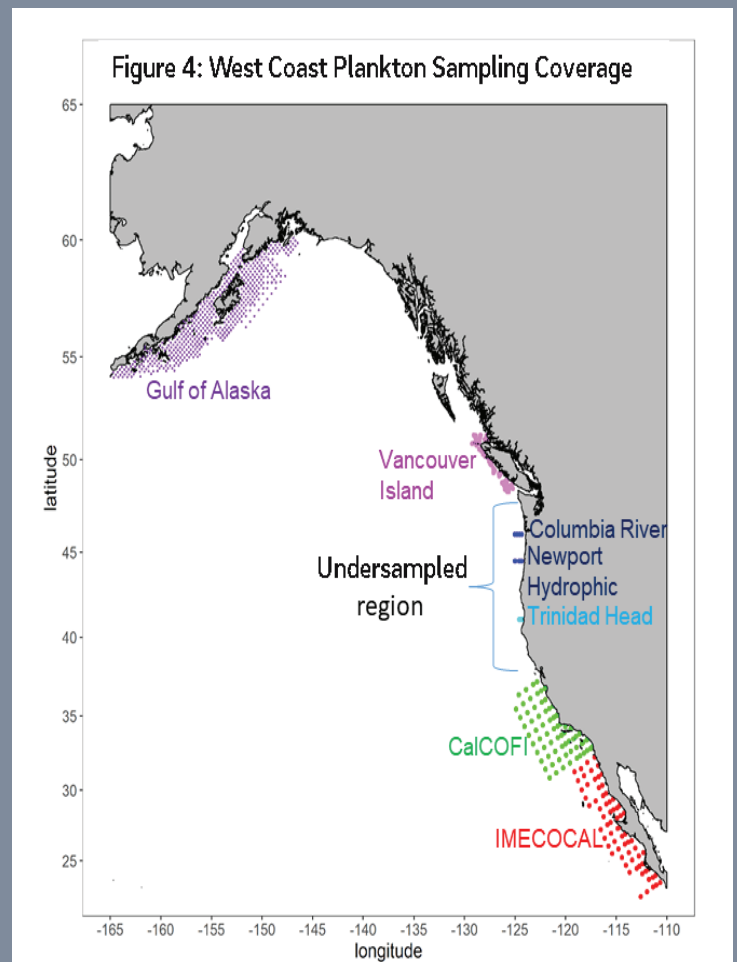 Figure 4: West Coast Plankton Sampling Coverage
65
60
55
50
45
40
35
30
25
latitude
Gulf of Alaska
Vancouver
Island
Columbia River
Newport
Hydrophic
Trinidad Head
Undersampled
region
CalCOFI
IMECOCAL
-165 -160 -155 -150 -145 -140 -135 -130 -125 -120 -115 -110
longitude